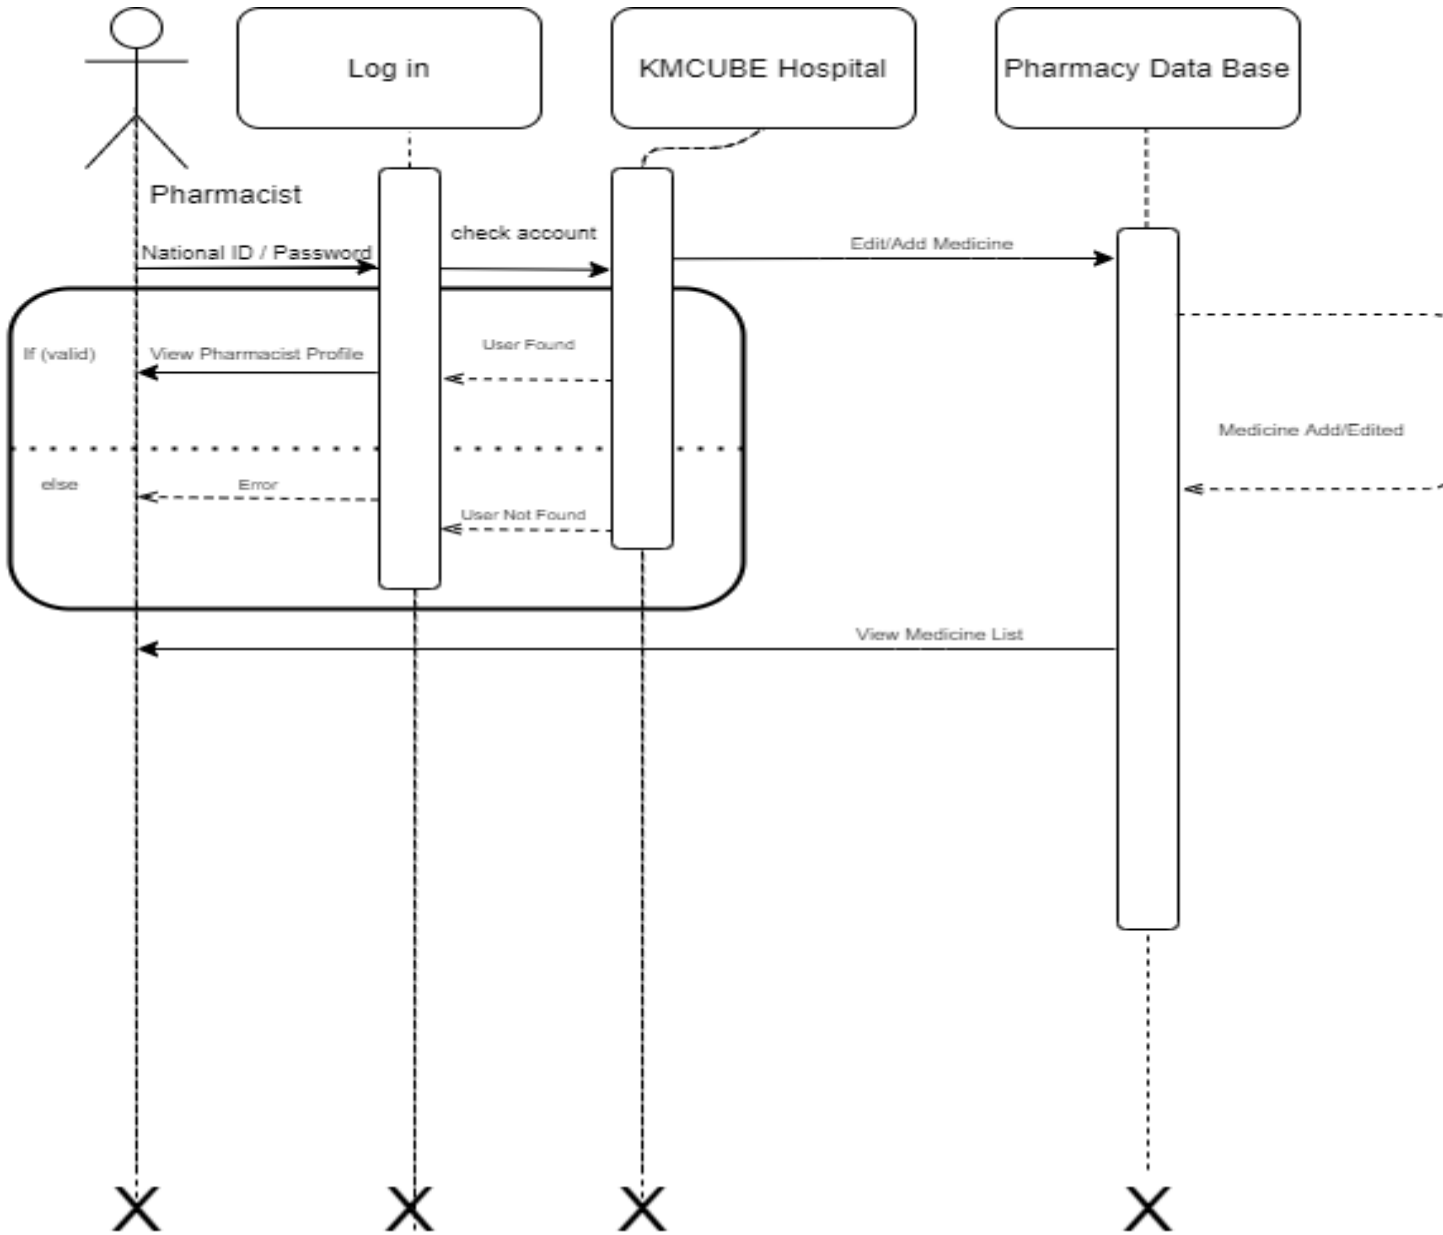 Log in
KMCUBE Hospital
Pharmacy Data Base
Pharmacist
National ID / Password
check account
Edit/Add Medicine
If (valid)
View Pharmacist Profile
User Found
Medicine Add/Edited
else
Error
User Not Found
View Medicine List